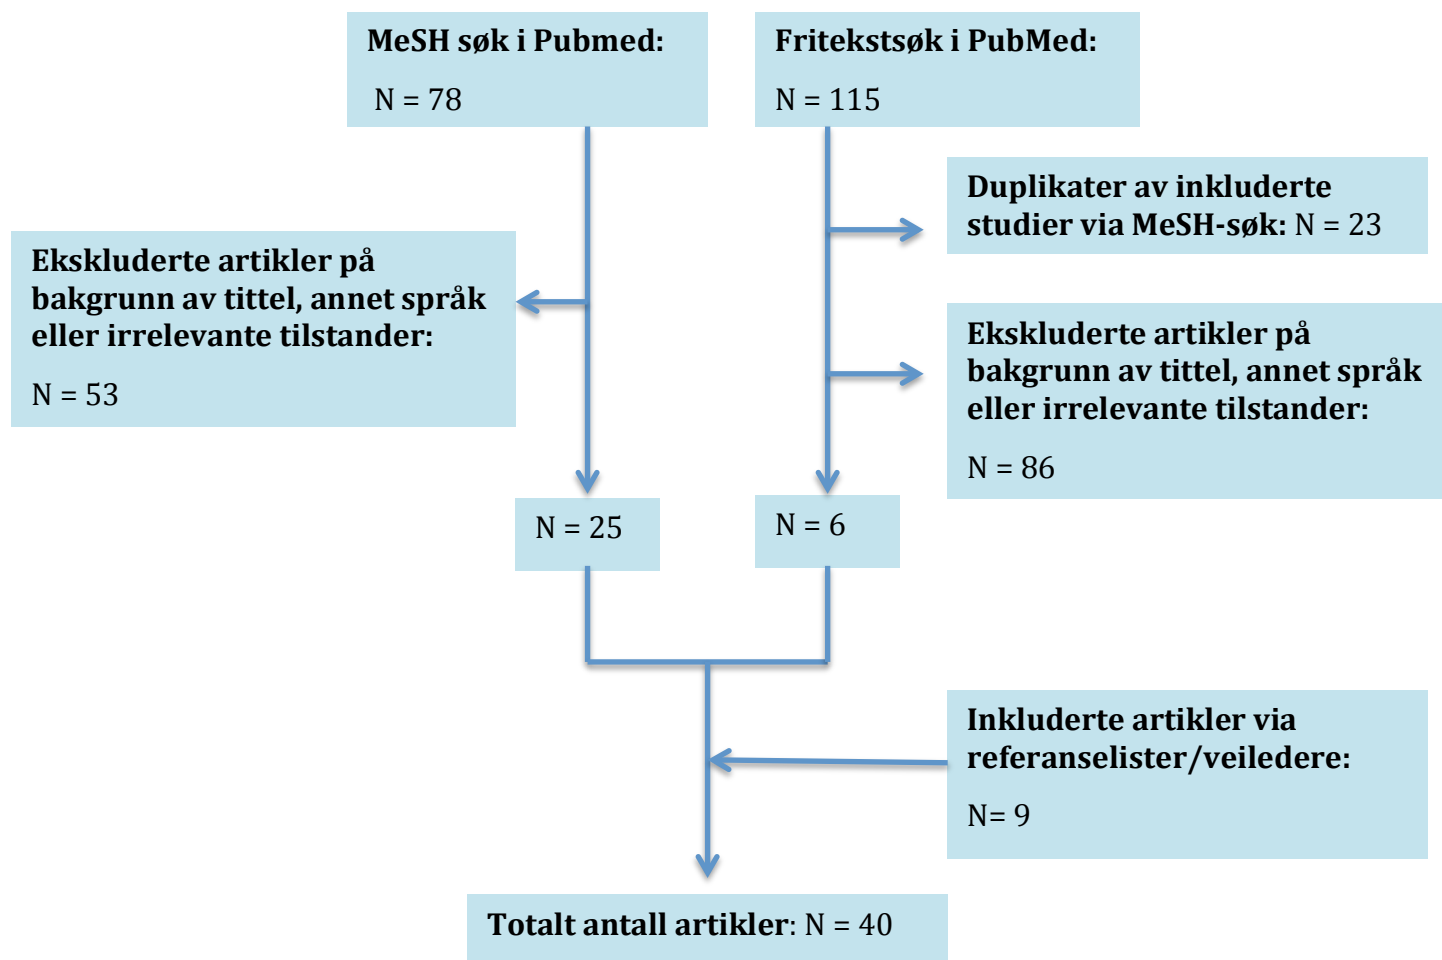 MeSH søk i Pubmed:
N = 78
Fritekstsøk i PubMed:
N = 115
Duplikater av inkluderte
studier via MeSH-søk: N = 23
Ekskluderte artikler på
bakgrunn av tittel, annet språk
eller irrelevante tilstander:
N = 53
Ekskluderte artikler på
bakgrunn av tittel, annet språk
eller irrelevante tilstander:
N = 86
N = 25
N = 6
Inkluderte artikler via
referanselister/veiledere:
N= 9
Totalt antall artikler: N = 40